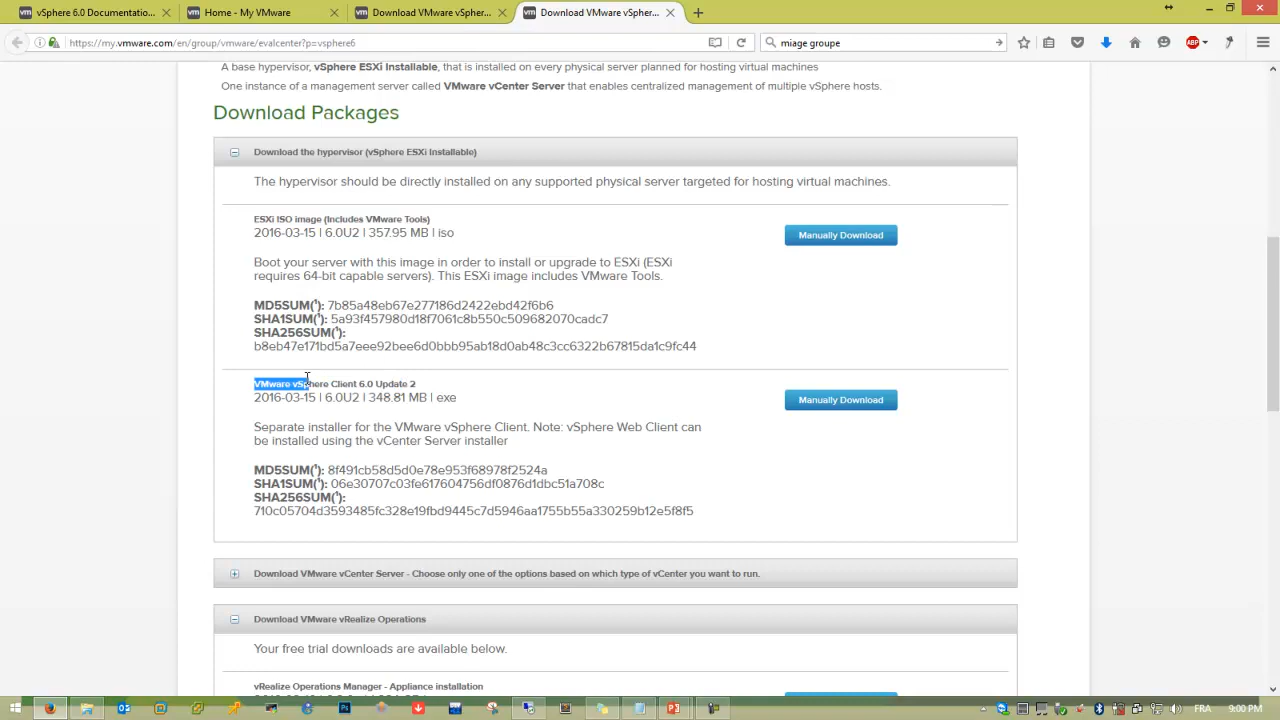 vSphere 6.0 Documentatio...
Home - My VMware
Download VMware vSphe...
Download VMware vSpher...
https://my.vmware.com/en/group/vmware/evalcenter?p=vsphere6
miage groupe
ABP
A base hypervisor, vSphere ESXi Installable, that is installed on every physical server planned for hosting virtual machines
One instance of a management server called VMware vCenter Server that enables centralized management of multiple vSphere hosts.
Download Packages
Download the hypervisor (vSphere ESXi Installable)
The hypervisor should be directly installed on any supported physical server targeted for hosting virtual machines.
ESXi ISO image (Includes VMware Tools)
2016-03-15 | 6.0U2 | 357.95 MB | iso
Manually Download
Boot your server with this image in order to install or upgrade to ESXi (ESXi
requires 64-bit capable servers). This ESXi image includes VMware Tools.
MD5SUM(¹): 7b85a48eb67e277186d2422ebd42f6b6
SHA1SUM(¹): 5a93f457980d18f7061c8b550c509682070cadc7
SHA256SUM(¹):
b8eb47e171bd5a7eee92bee6d0bbb95ab18d0ab48c3cc6322b67815da1c9fc44
VMware vSphere Client 6.0 Update 2
2016-03-15 | 6.0U2 | 348.81 MB | exe
Manually Download
Separate installer for the VMware vSphere Client. Note: vSphere Web Client can
be installed using the vCenter Server installer
MD5SUM(¹): 8f491cb58d5d0e78e953f68978f2524a
SHA1SUM(¹): 06e30707c03fe617604756df0876d1dbc51a708c
SHA256SUM(¹):
710c05704d3593485fc328e19fbd9445c7d5946aa1755b55a330259b12e5f8f5
Download VMware vCenter Server - Choose only one of the options based on which type of vCenter you want to run.
Download VMware vRealize Operations
Your free trial downloads are available below.
vRealize Operations Manager - Appliance installation
FR.
9:00 PM